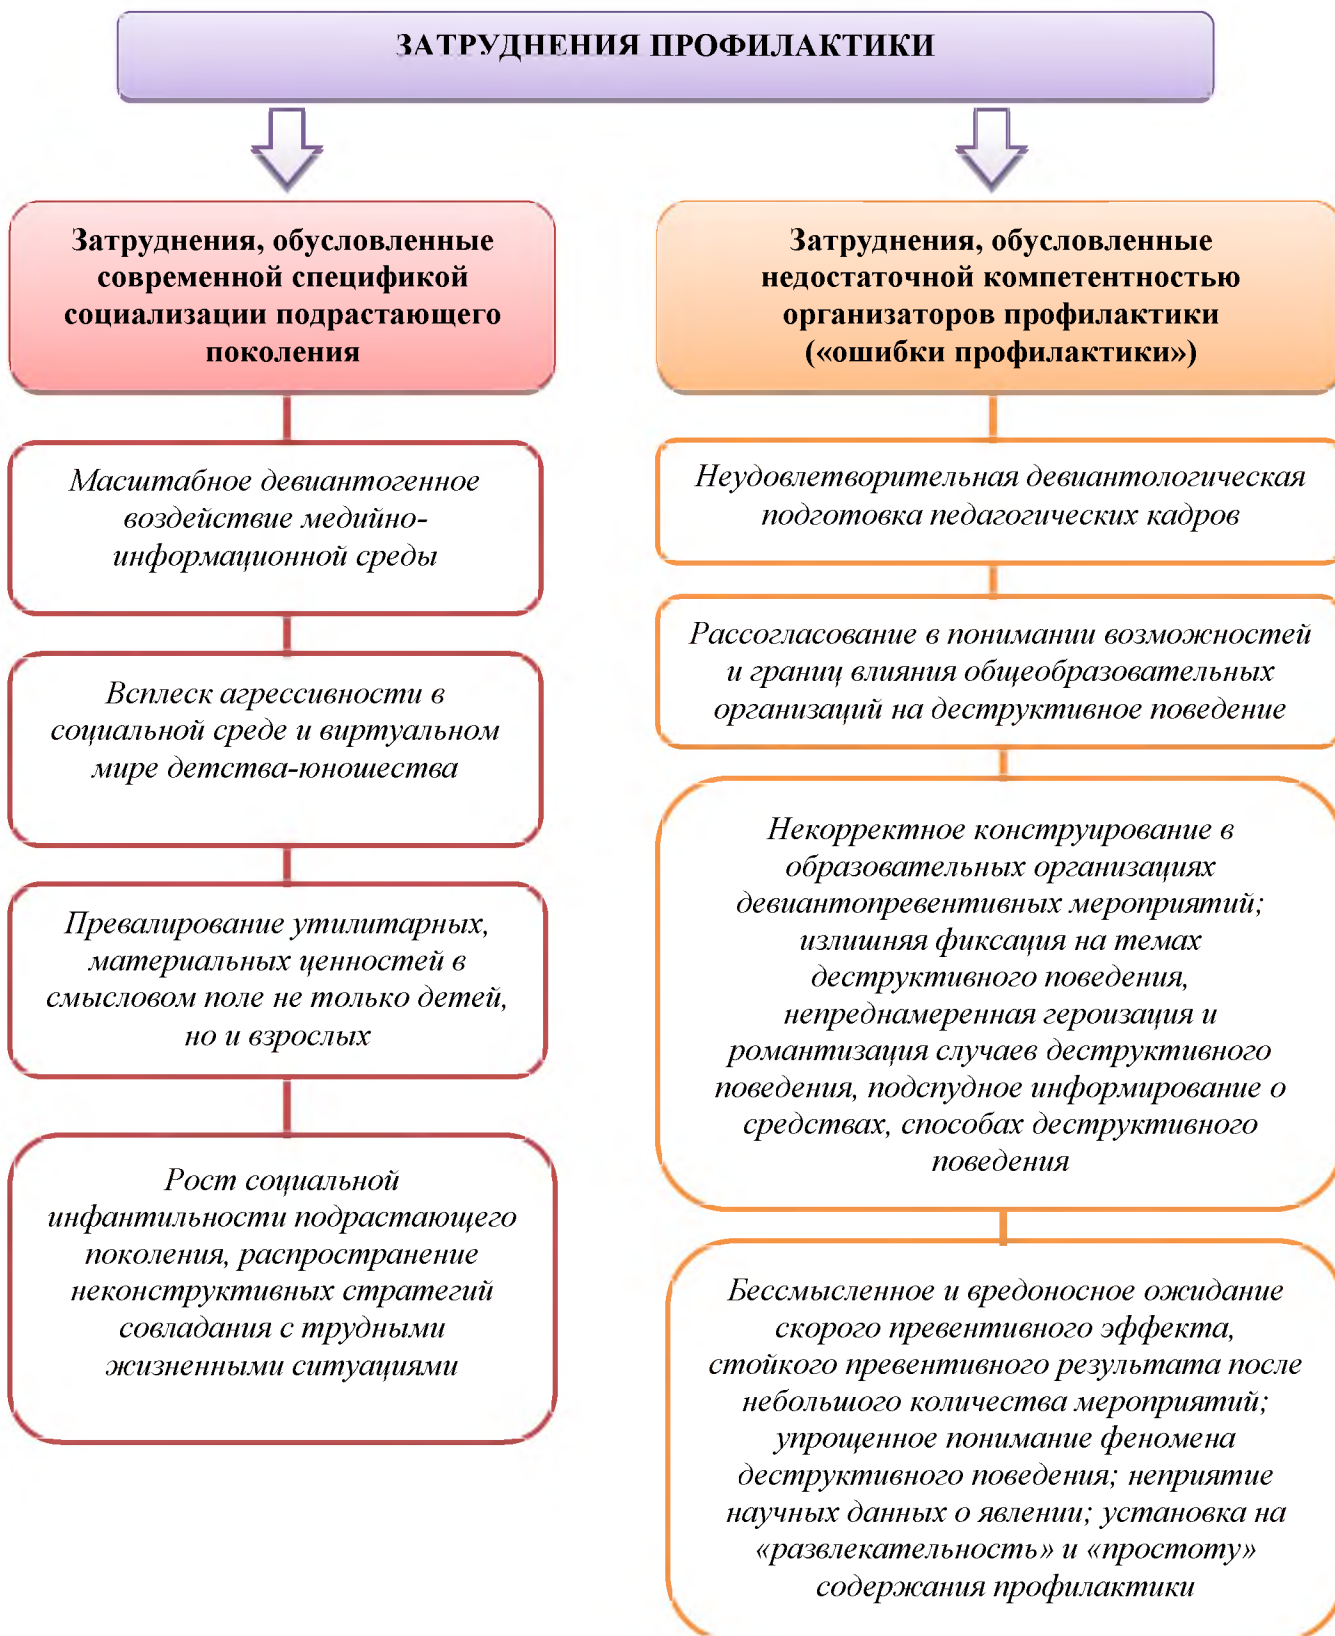 ЗАТРУДНЕНИЯ ПРОФИЛАКТИКИ
Затруднения, обусловленные
современной спецификой
социализации подрастающего
поколения
Масштабное девиантогенное
воздействие медийно-
информационной среды
Всплеск агрессивности в
социальной среде и виртуальном
мире детства-юношества
Превалирование утилитарных,
материальных ценностей в
смысловом поле не только детей,
но и взрослых
Рост социальной
инфантильности подрастающего
поколения, распространение
неконструктивных стратегий
совладания с трудными
жизненными ситуациями
Затруднения, обусловленные
недостаточной компетентностью
организаторов профилактики
(«ошибки профилактики»)
Неудовлетворительная девиантологическая
подготовка педагогических кадров
Рассогласование в понимании возможностей
и границ влияния общеобразовательных
организаций на деструктивное поведение
Некорректное конструирование в
образовательных организациях
девиантопревентивных мероприятий;
излишняя фиксация на темах
деструктивного поведения,
непреднамеренная героизация и
романтизация случаев деструктивного
поведения, подспудное информирование о
средствах, способах деструктивного
поведения
Бессмысленное и вредоносное ожидание
скорого превентивного эффекта,
стойкого превентивного результата после
небольшого количества мероприятий;
упрощенное понимание феномена
деструктивного поведения; неприятие
научных данных о явлении; установка на
«развлекательность» и «простоту»
содержания профилактики